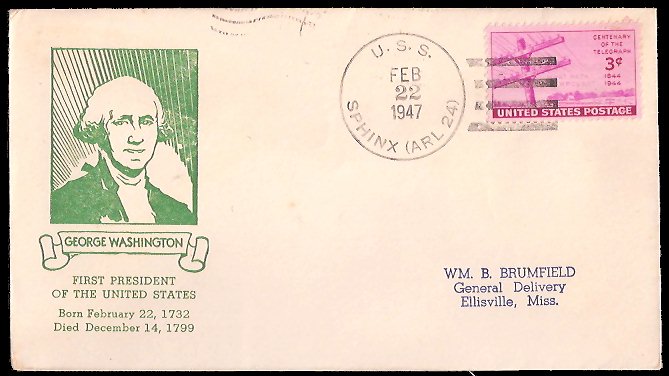 U. S. S.
FEB
22
1947
SPHINX (ARL 24)
CENTENARY
OF THE
TELEGRAPH
3¢
1844
1944
UNITED STATES POSTAGE
GEORGE WASHINGTON
FIRST PRESIDENT
OF THE UNITED STATES
Born February 22, 1732
Died December 14, 1799
WM. B. BRUMFIELD
General Delivery
Ellisville, Miss.